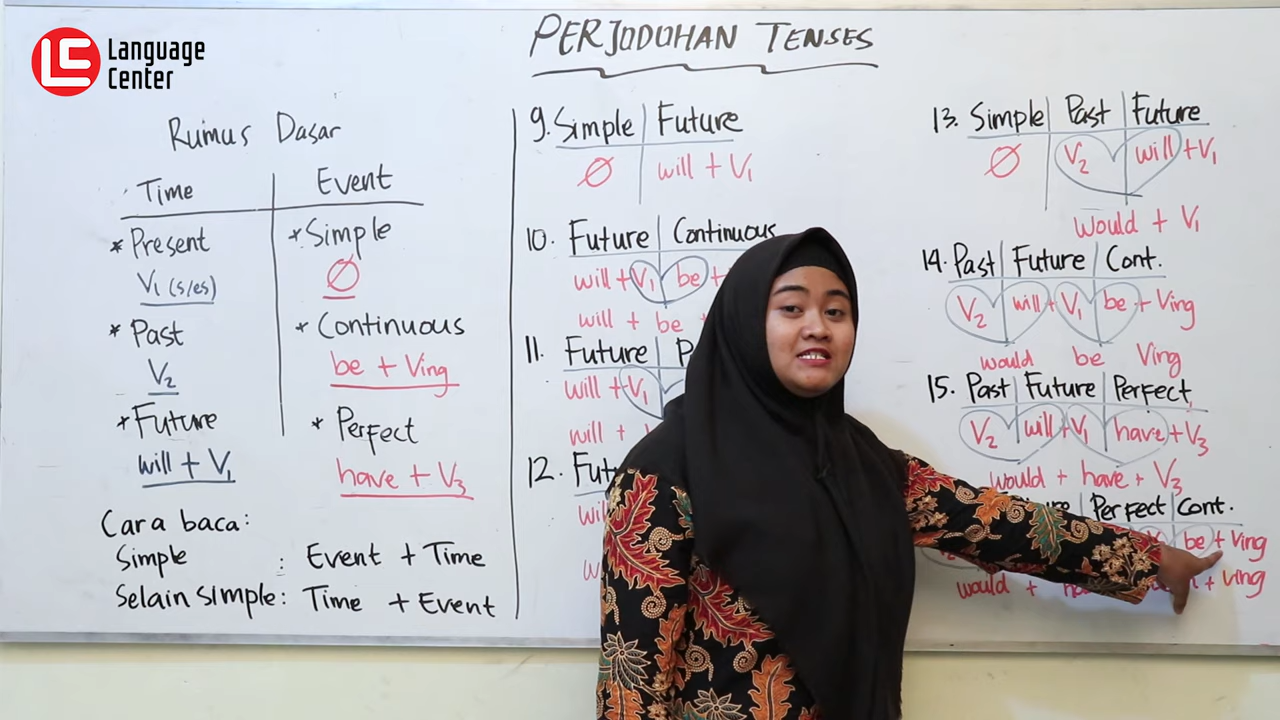 LC Language
Center
PERJODOHAN TENSES
Rumus Dasar
Time | Event
* Present
V1 (s/es)
* Simple
Ø
* Past
V2
* Continuous
be + Ving
* Future
will + V1
* Perfect
have + V3
Cara baca:
Simple : Event + Time
Selain simple: Time + Event
9. Simple | Future
Ø | will + V1
10. Future | Continuous
will + V1 | be +
will + be +
11. Future
will + V1
will +
12.
13. Simple | Past | Future
Ø | V2 | will + V1
would + V1
14. Past | Future | Cont.
V2 | will + V1 | be + Ving
would be Ving
15. Past | Future | Perfect
V2 | will + V1 | have + V3
would + have + V3
Perfect | Cont.
be + Ving
would + + Ving